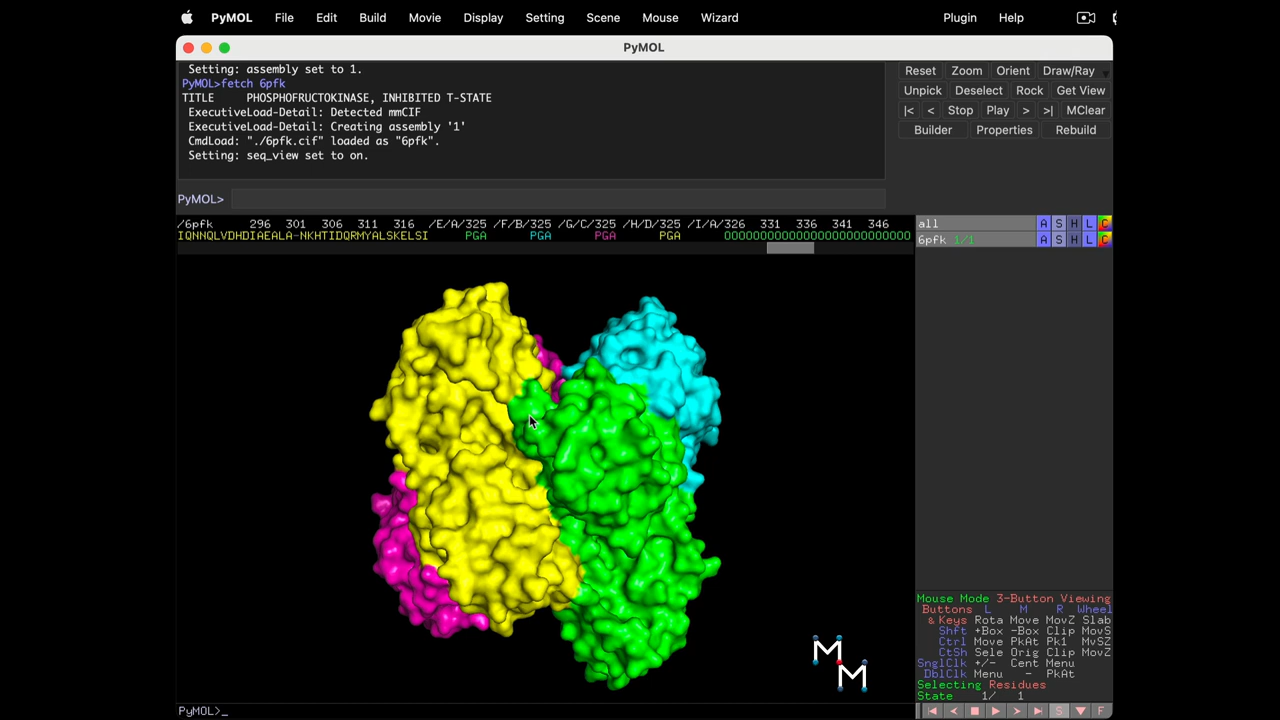 PyMOL File Edit Build Movie Display Setting Scene Mouse Wizard Plugin Help
PyMOL
Setting: assembly set to 1.
PyMOL>fetch 6pfk
TITLE PHOSPHOFRUCTOKINASE, INHIBITED T-STATE
ExecutiveLoad-Detail: Detected mmCIF
ExecutiveLoad-Detail: Creating assembly '1'
CmdLoad: "./6pfk.cif" loaded as "6pfk".
Setting: seq_view set to on.
Reset Zoom Orient Draw/Ray
Unpick Deselect Rock Get View
|< < Stop Play > >| MClear
Builder Properties Rebuild
PyMOL>
/6pfk 296 301 306 311 316 /E/A/325 /F/B/325 /G/C/325 /H/D/325 /I/A/326 331 336 341 346
IQNNQLVDHDIAEALA-NKHTIDQRMYALSKELSI PGA PGA PGA PGA OOOOOOOOOOOOOOOOOOOOOOO
all A S H L C
6pfk 1/1 A S H L C
Mouse Mode 3-Button Viewing
Buttons L M R Wheel
& Keys Rota Move MovZ Slab
Shft +Box -Box Clip MovS
Ctrl Move PkAt Pk1 MvSZ
CtSh Sele Orig Clip MovZ
SnglClk +/- Cent Menu
DblClk Menu - PkAt
Selecting Residues
State 1/ 1
S F
MM
PyMOL>_